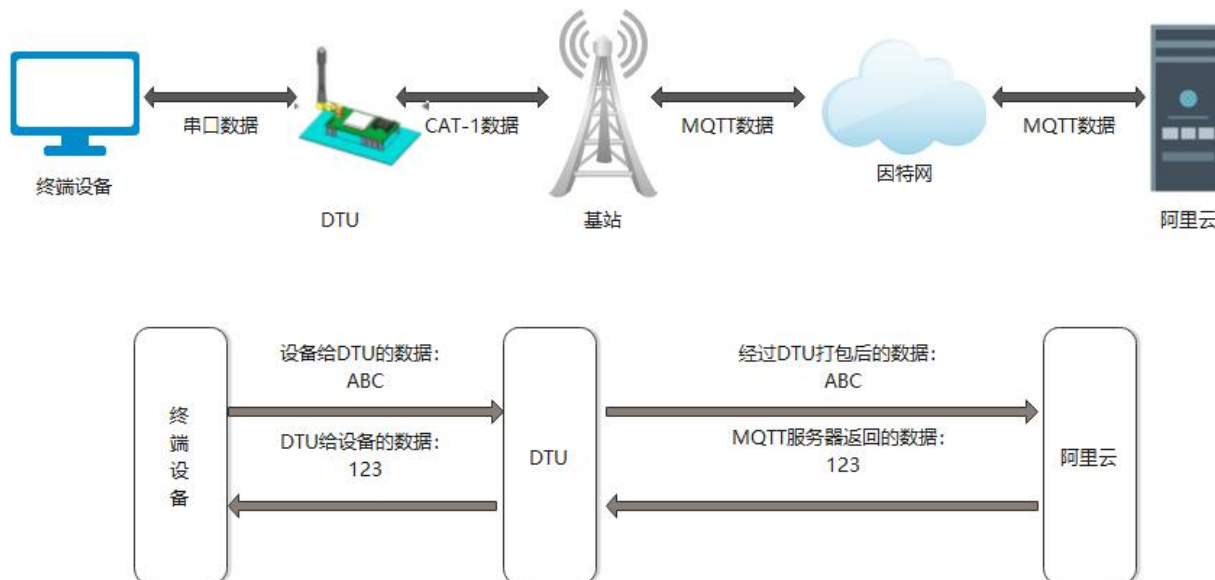 串口数据
CAT-1数据
MQTT数据
MQTT数据
终端设备
DTU
基站
因特网
阿里云
设备给DTU的数据：
ABC
经过DTU打包后的数据：
ABC
DTU给设备的数据：
123
MQTT服务器返回的数据：
123
终
端
设
备
DTU
阿里云